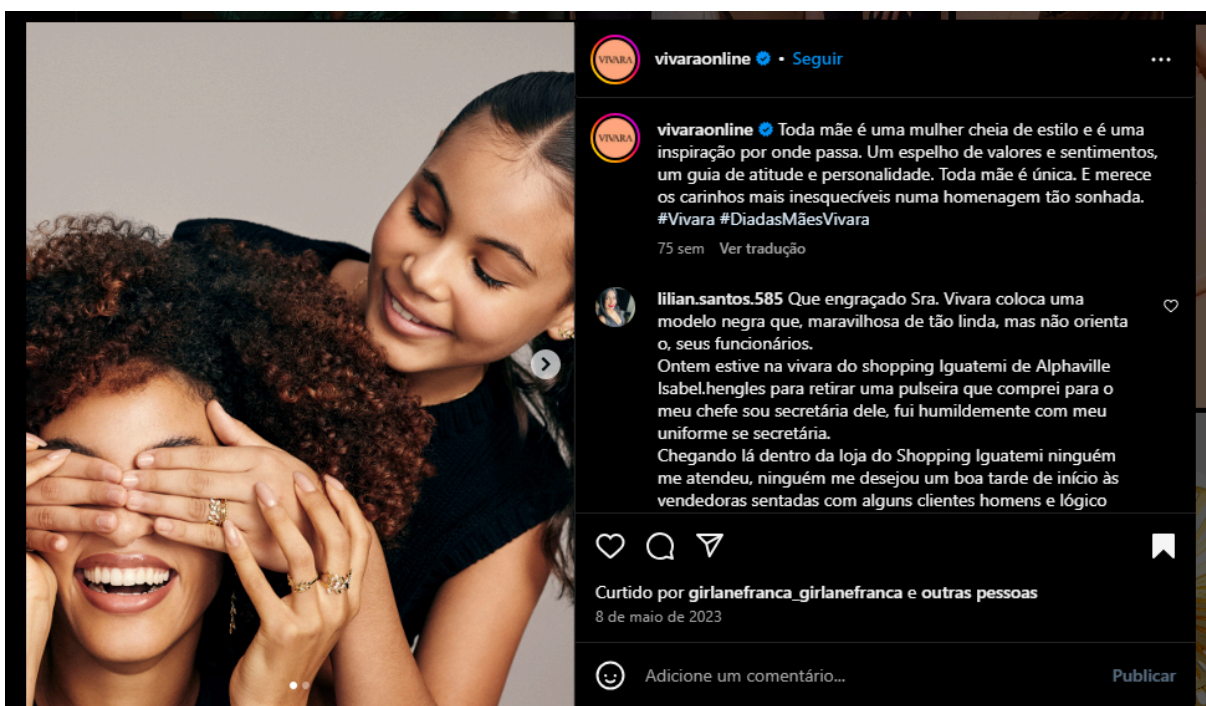 VIVARA
vivaraonline • Seguir
VIVARA
vivaraonline Toda mãe é uma mulher cheia de estilo e é uma
inspiração por onde passa. Um espelho de valores e sentimentos,
um guia de atitude e personalidade. Toda mãe é única. E merece
os carinhos mais inesquecíveis numa homenagem tão sonhada.
#Vivara #DiadasMãesVivara
75 sem Ver tradução
lilian.santos.585 Que engraçado Sra. Vivara coloca uma
modelo negra que, maravilhosa de tão linda, mas não orienta
o, seus funcionários.
Ontem estive na vivara do shopping Iguatemi de Alphaville
Isabel.hengles para retirar uma pulseira que comprei para o
meu chefe sou secretária dele, fui humildemente com meu
uniforme se secretária.
Chegando lá dentro da loja do Shopping Iguatemi ninguém
me atendeu, ninguém me desejou um boa tarde de início às
vendedoras sentadas com alguns clientes homens e lógico
Curtido por girlanefranca_girlanefranca e outras pessoas
8 de maio de 2023
Adicione um comentário...
Publicar